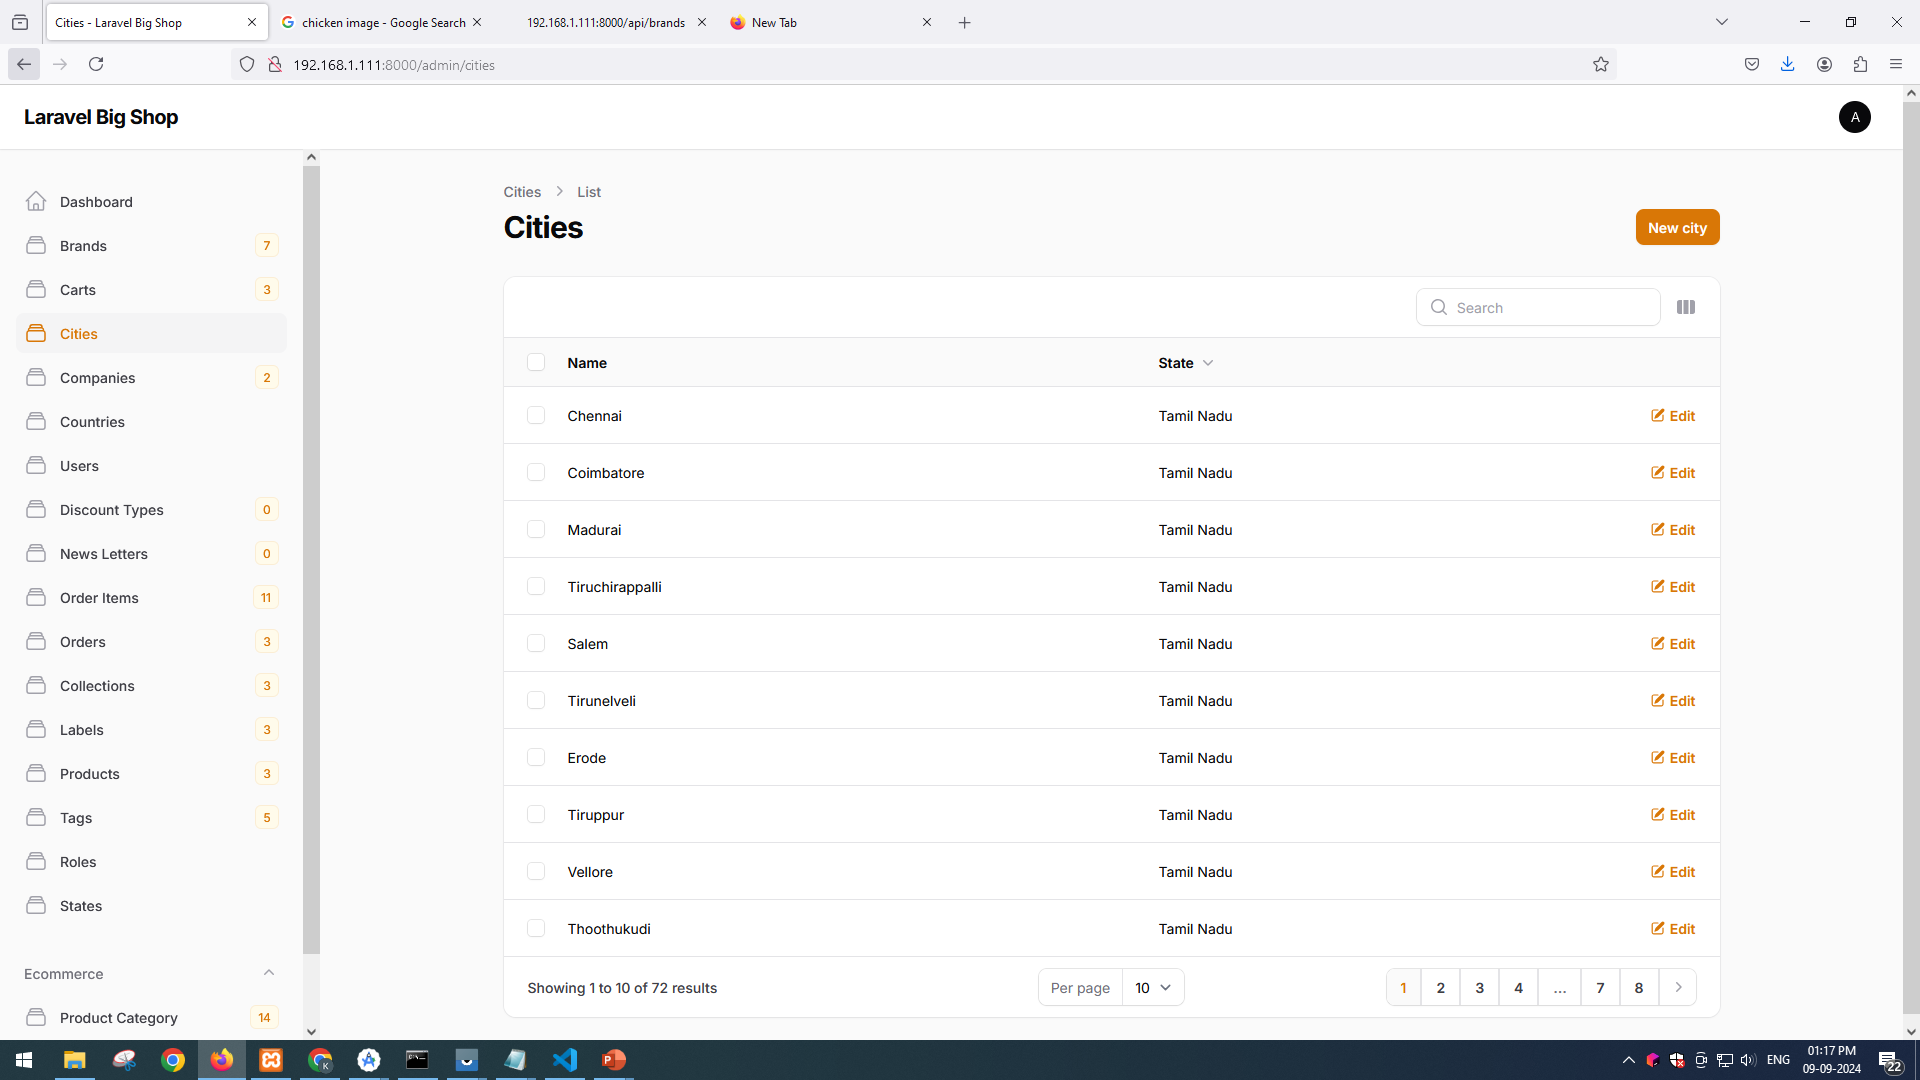 Cities - Laravel Big Shop
chicken image - Google Search
192.168.1.111:8000/api/brands
New Tab
192.168.1.111:8000/admin/cities
Laravel Big Shop
A
Dashboard
Brands 7
Carts 3
Cities
Companies 2
Countries
Users
Discount Types 0
News Letters 0
Order Items 11
Orders 3
Collections 3
Labels 3
Products 3
Tags 5
Roles
States
Ecommerce
Product Category 14
Cities > List
Cities
New city
Search
Name State
Chennai Tamil Nadu Edit
Coimbatore Tamil Nadu Edit
Madurai Tamil Nadu Edit
Tiruchirappalli Tamil Nadu Edit
Salem Tamil Nadu Edit
Tirunelveli Tamil Nadu Edit
Erode Tamil Nadu Edit
Tiruppur Tamil Nadu Edit
Vellore Tamil Nadu Edit
Thoothukudi Tamil Nadu Edit
Showing 1 to 10 of 72 results Per page 10 1 2 3 4 ... 7 8
ENG
01:17 PM
09-09-2024
22